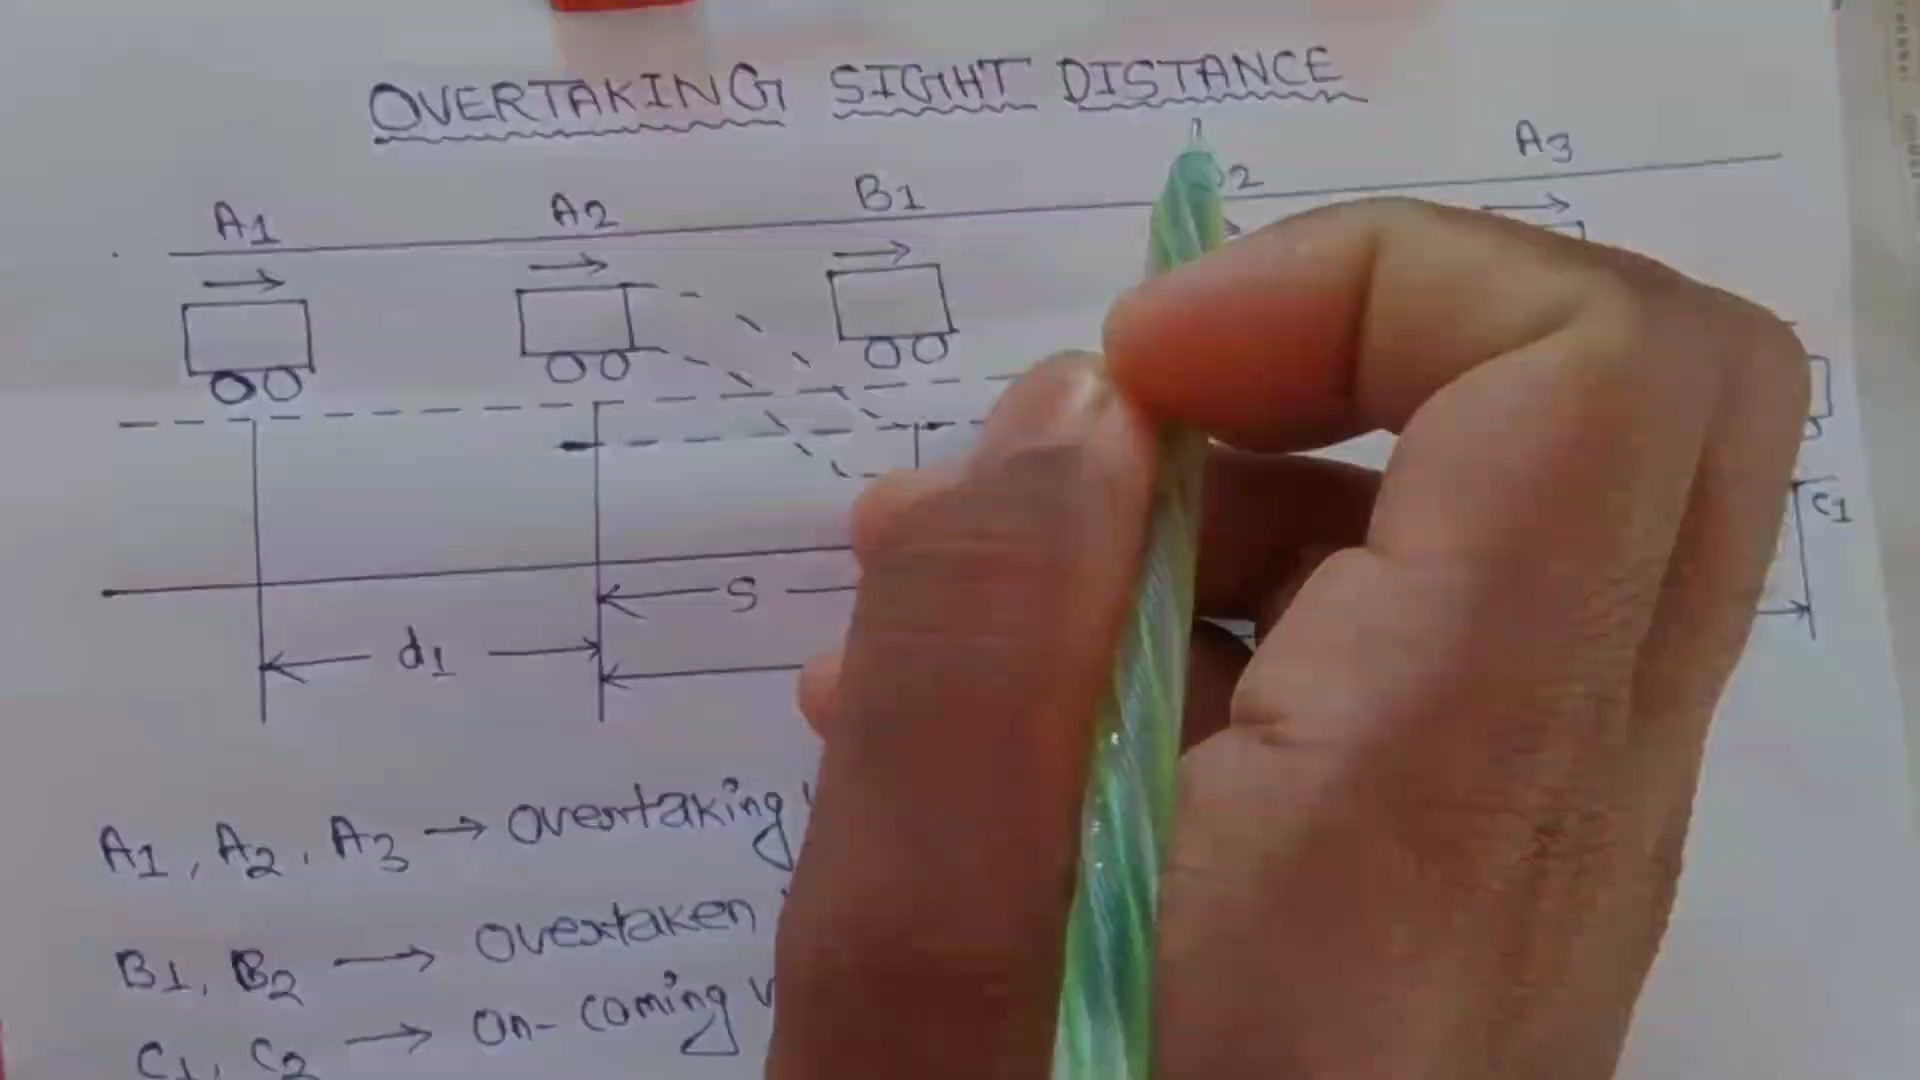 OVERTAKING SIGHT DISTANCE
A1 A2 B1 2 A3
C1
S
d1
A1, A2, A3 → overtaking
B1, B2 → overtaken
C1, C2 → on-coming